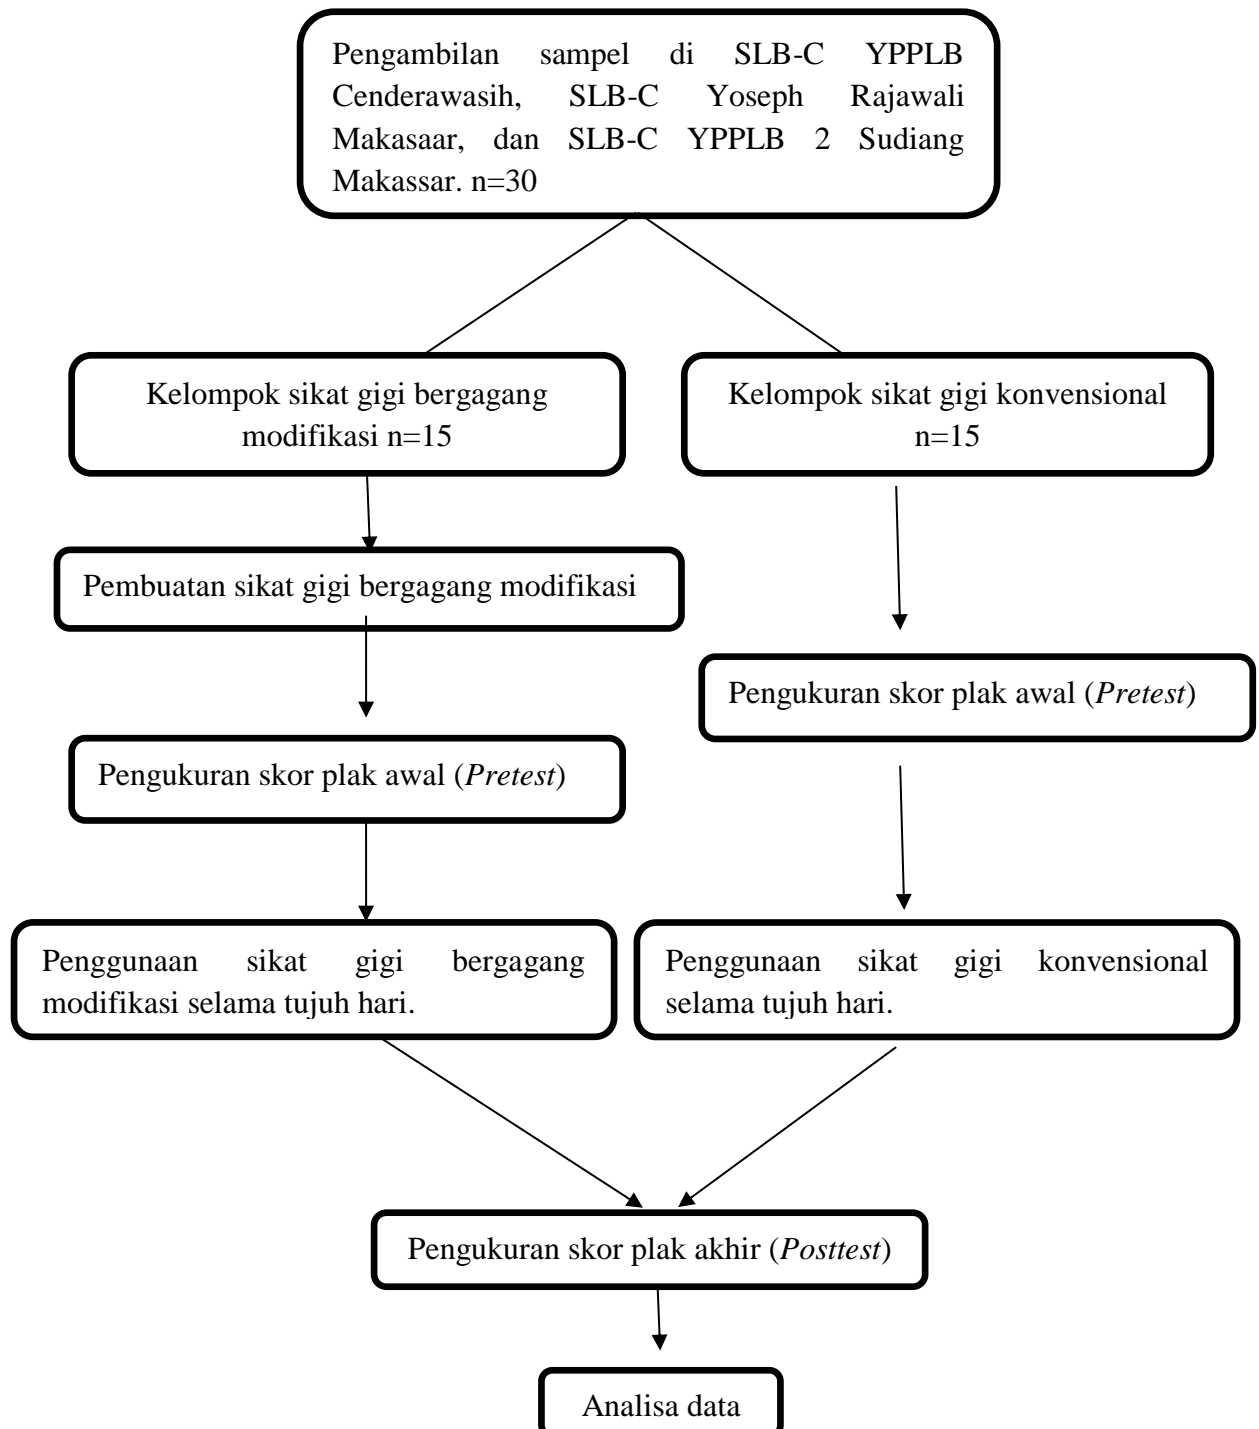 Pengambilan sampel di SLB-C YPPLB
Cenderawasih, SLB-C Yoseph Rajawali
Makasaar, dan SLB-C YPPLB 2 Sudiang
Makassar. n=30
Kelompok sikat gigi bergagang
modifikasi n=15
Kelompok sikat gigi konvensional
n=15
Pembuatan sikat gigi bergagang modifikasi
Pengukuran skor plak awal (Pretest)
Pengukuran skor plak awal (Pretest)
Penggunaan sikat gigi bergagang
modifikasi selama tujuh hari.
Penggunaan sikat gigi konvensional
selama tujuh hari.
Pengukuran skor plak akhir (Posttest)
Analisa data